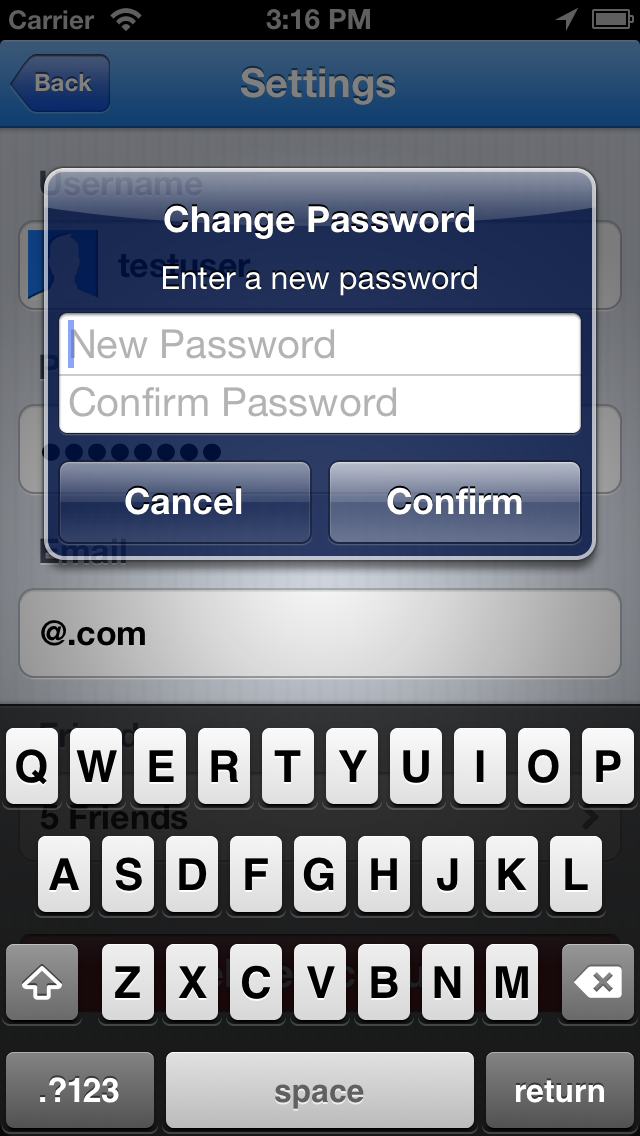 Carrier 3:16 PM
Back Settings
Username
testuser
Change Password
Enter a new password
New Password
Confirm Password
Cancel Confirm
Email
@.com
5 Friends
Q W E R T Y U I O P
A S D F G H J K L
Z X C V B N M
.?123 space return